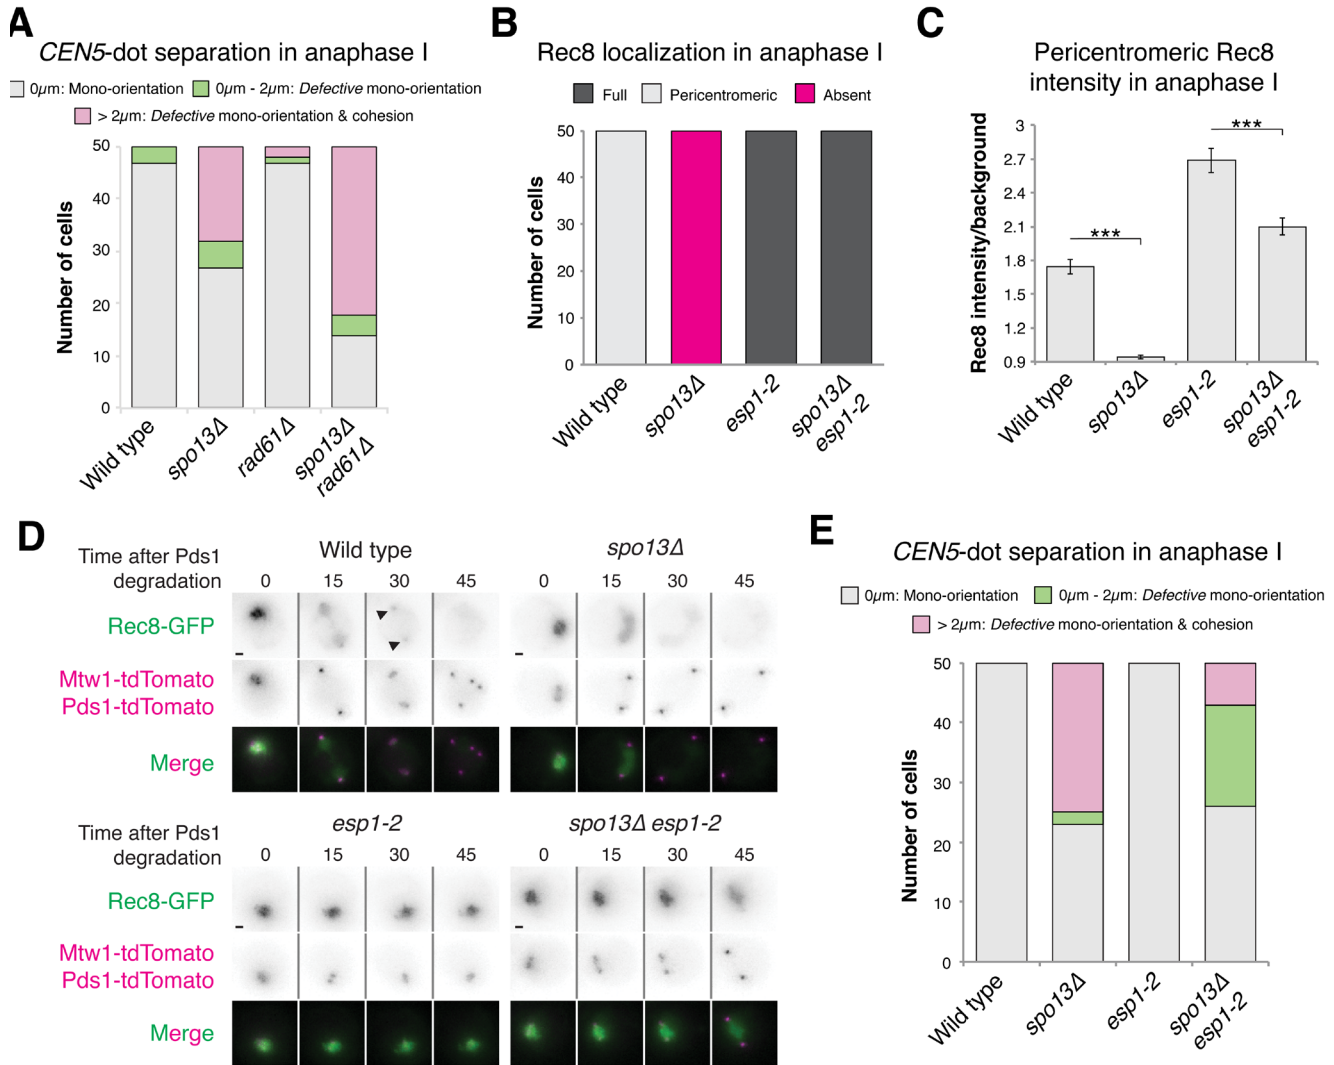 A
CEN5-dot separation in anaphase I
0μm: Mono-orientation
0μm - 2μm: Defective mono-orientation
> 2μm: Defective mono-orientation & cohesion
Number of cells
50
40
30
20
10
0
Wild type
spo13Δ
rad61Δ
spo13Δ
rad61Δ
B
Rec8 localization in anaphase I
Full
Pericentromeric
Absent
Number of cells
50
40
30
20
10
0
Wild type
spo13Δ
esp1-2
spo13Δ
esp1-2
C
Pericentromeric Rec8
intensity in anaphase I
Rec8 intensity/background
3
2.7
2.4
2.1
1.8
1.5
1.2
0.9
***
***
Wild type
spo13Δ
esp1-2
spo13Δ
esp1-2
D
Time after Pds1
degradation
Wild type
0 15 30 45
spo13Δ
0 15 30 45
Rec8-GFP
Mtw1-tdTomato
Pds1-tdTomato
Merge
Time after Pds1
degradation
esp1-2
0 15 30 45
spo13Δ esp1-2
0 15 30 45
Rec8-GFP
Mtw1-tdTomato
Pds1-tdTomato
Merge
E
CEN5-dot separation in anaphase I
0μm: Mono-orientation
0μm - 2μm: Defective mono-orientation
> 2μm: Defective mono-orientation & cohesion
Number of cells
50
40
30
20
10
0
Wild type
spo13Δ
esp1-2
spo13Δ
esp1-2